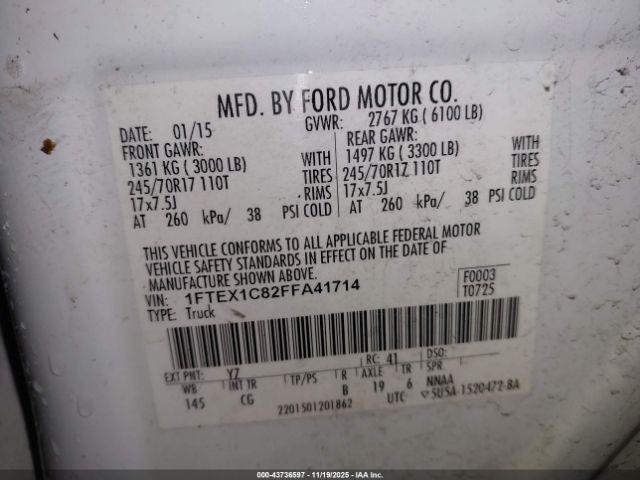 MFD. BY FORD MOTOR CO.
DATE: 01/15 GVWR: 2767 KG ( 6100 LB)
FRONT GAWR: REAR GAWR:
1361 KG ( 3000 LB) WITH 1497 KG ( 3300 LB) WITH
245/70R17 110T TIRES 245/70R17 110T TIRES
17x7.5J RIMS 17x7.5J RIMS
AT 260 kPa/ 38 PSI COLD AT 260 kPa/ 38 PSI COLD
THIS VEHICLE CONFORMS TO ALL APPLICABLE FEDERAL MOTOR
VEHICLE SAFETY STANDARDS IN EFFECT ON THE DATE OF
MANUFACTURE SHOWN ABOVE.
VIN: 1FTEX1C82FFA41714 F0003
TYPE: Truck T0725
EXT PNT: YZ RC: 41 DSO:
WB INT TR TP/PS R AXLE TR SPR
145 CG B 19 6 NNAA
2201501201862 UTC ▽5USA-1520472-BA
000-43736597 - 11/19/2025 - IAA Inc.